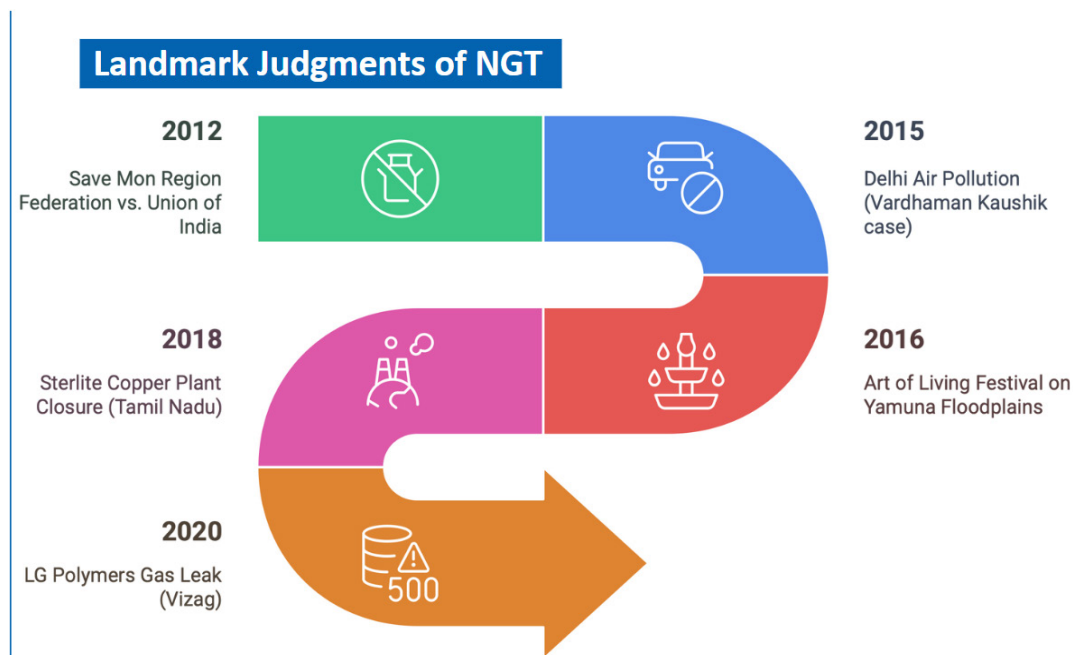 Landmark Judgments of NGT
2012
Save Mon Region
Federation vs. Union of
India
2015
Delhi Air Pollution
(Vardhaman Kaushik
case)
2016
Art of Living Festival on
Yamuna Floodplains
2018
Sterlite Copper Plant
Closure (Tamil Nadu)
2020
LG Polymers Gas Leak
(Vizag)
500